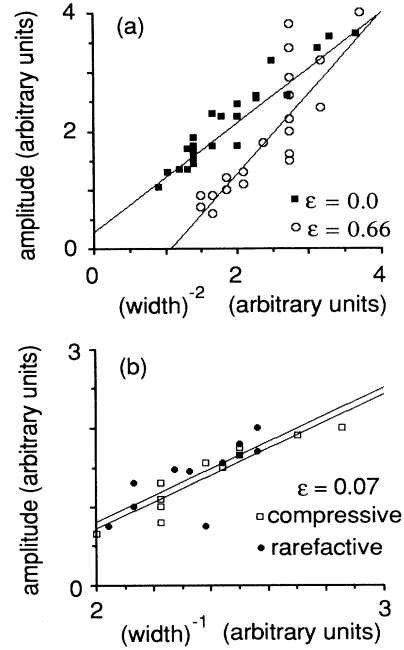 (a)
4
2
0
amplitude (arbitrary units)
ε = 0.0
ε = 0.66
0 2 4
(width)⁻² (arbitrary units)
(b)
3
0
amplitude (arbitrary units)
ε = 0.07
compressive
rarefactive
2 3
(width)⁻¹ (arbitrary units)